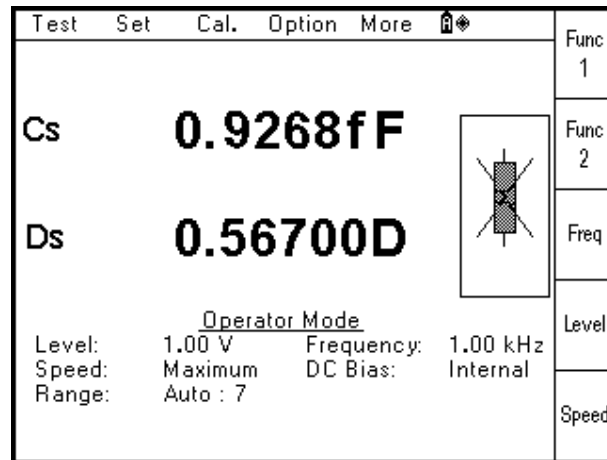 Test Set Cal. Option More
Func
1
Cs 0.9268fF
Func
2
Ds 0.56700D
Freq
Operator Mode
Level: 1.00 V Frequency: 1.00 kHz
Level
Speed: Maximum DC Bias: Internal
Range: Auto : 7
Speed